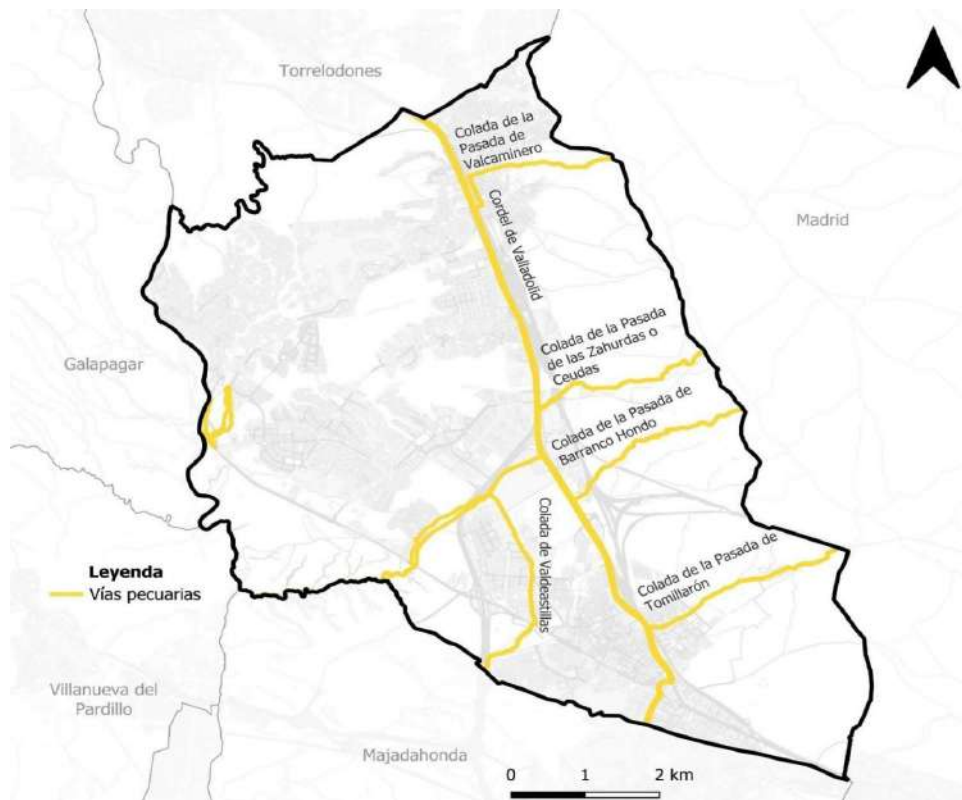 Torrelodones
Colada de la
Pasada de
Valcaminero
Cordel de Valladolid
Madrid
Colada de la Pasada
de las Zahurdas o
Ceudas
Galapagar
Colada de la Pasada de
Barranco Hondo
Colada de Valdeastillas
Colada de la Pasada de
Tomillarón
Leyenda
Vías pecuarias
Villanueva del
Pardillo
Majadahonda
0 1 2 km